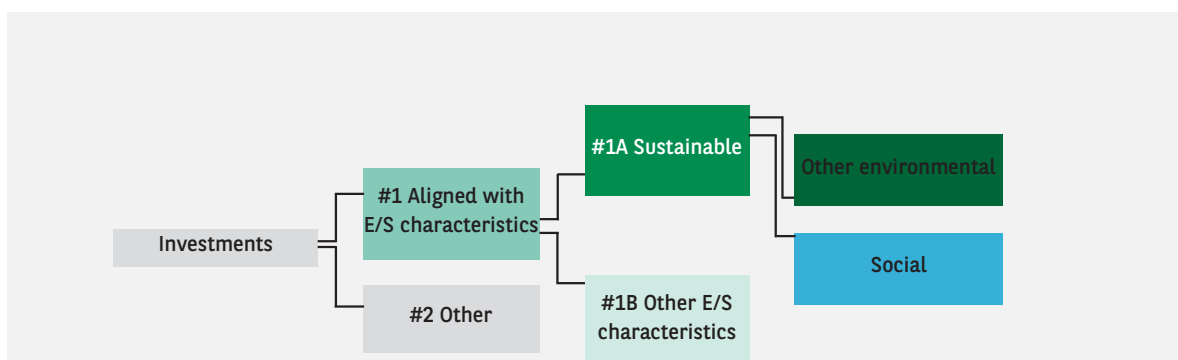 #1A Sustainable
Other environmental
#1 Aligned with
E/S characteristics
Investments
Social
#2 Other
#1B Other E/S
characteristics